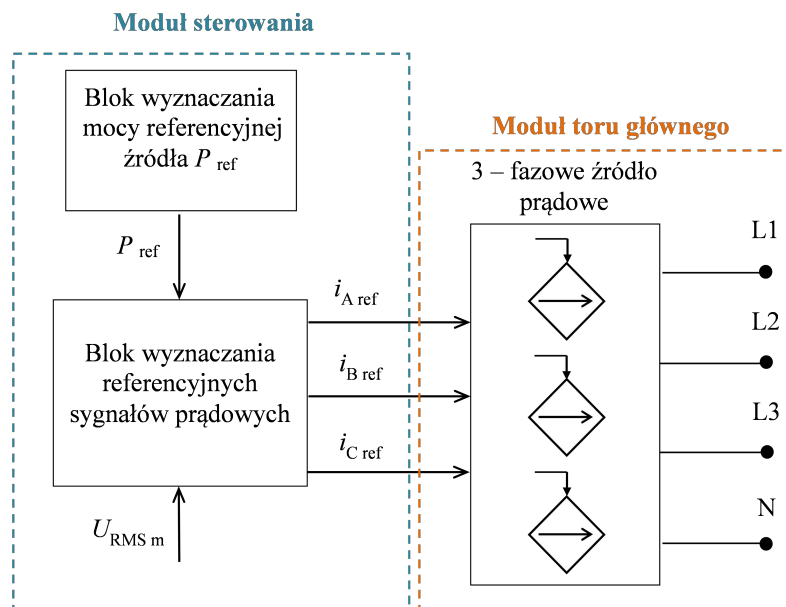 Moduł sterowania
Blok wyznaczania
mocy referencyjnej
źródła P ref
P ref
Blok wyznaczania
referencyjnych
sygnałów prądowych
U RMS m
i A ref
i B ref
i C ref
Moduł toru głównego
3 – fazowe źródło
prądowe
L1
L2
L3
N